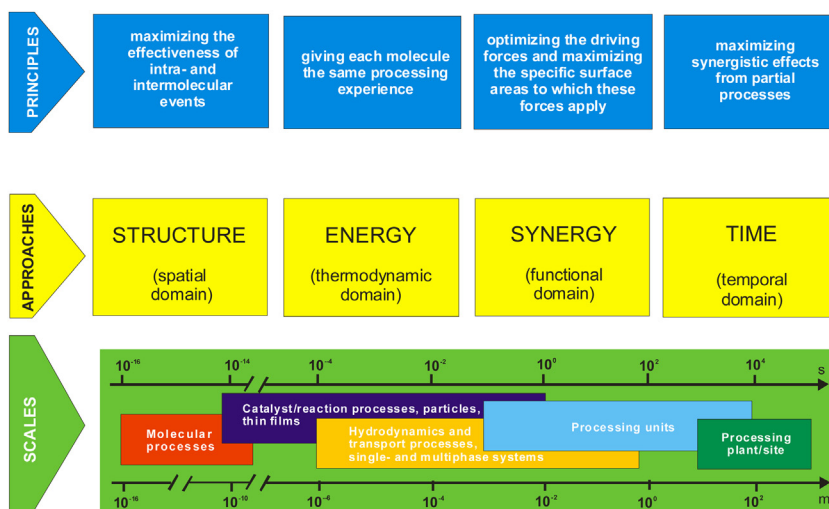 PRINCIPLES
maximizing the
effectiveness of
intra- and
intermolecular
events
giving each molecule
the same processing
experience
optimizing the driving
forces and maximizing
the specific surface
areas to which these
forces apply
maximizing
synergistic effects
from partial
processes
APPROACHES
STRUCTURE
(spatial
domain)
ENERGY
(thermodynamic
domain)
SYNERGY
(functional
domain)
TIME
(temporal
domain)
SCALES
10⁻¹⁶ 10⁻¹⁴ 10⁻⁴ 10⁻² 10⁰ 10² 10⁴ s
Molecular
processes
Catalyst/reaction processes, particles,
thin films
Hydrodynamics and
transport processes,
single- and multiphase systems
Processing units
Processing
plant/site
10⁻¹⁶ 10⁻¹⁰ 10⁻⁶ 10⁻⁴ 10⁻² 10⁰ 10² m